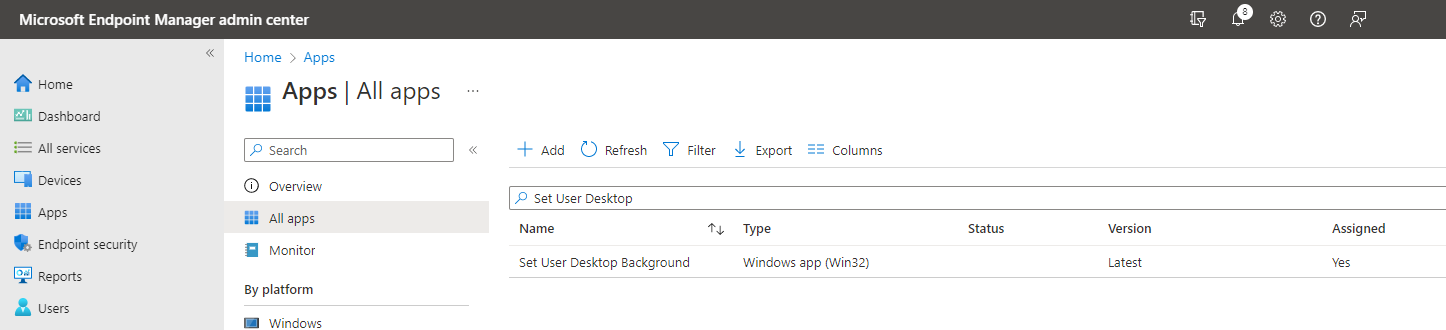 Microsoft Endpoint Manager admin center
8
Home
Dashboard
All services
Devices
Apps
Endpoint security
Reports
Users
Home > Apps
Apps | All apps
Search
Overview
All apps
Monitor
By platform
Windows
Add Refresh Filter Export Columns
Set User Desktop
Name Type Status Version Assigned
Set User Desktop Background Windows app (Win32) Latest Yes